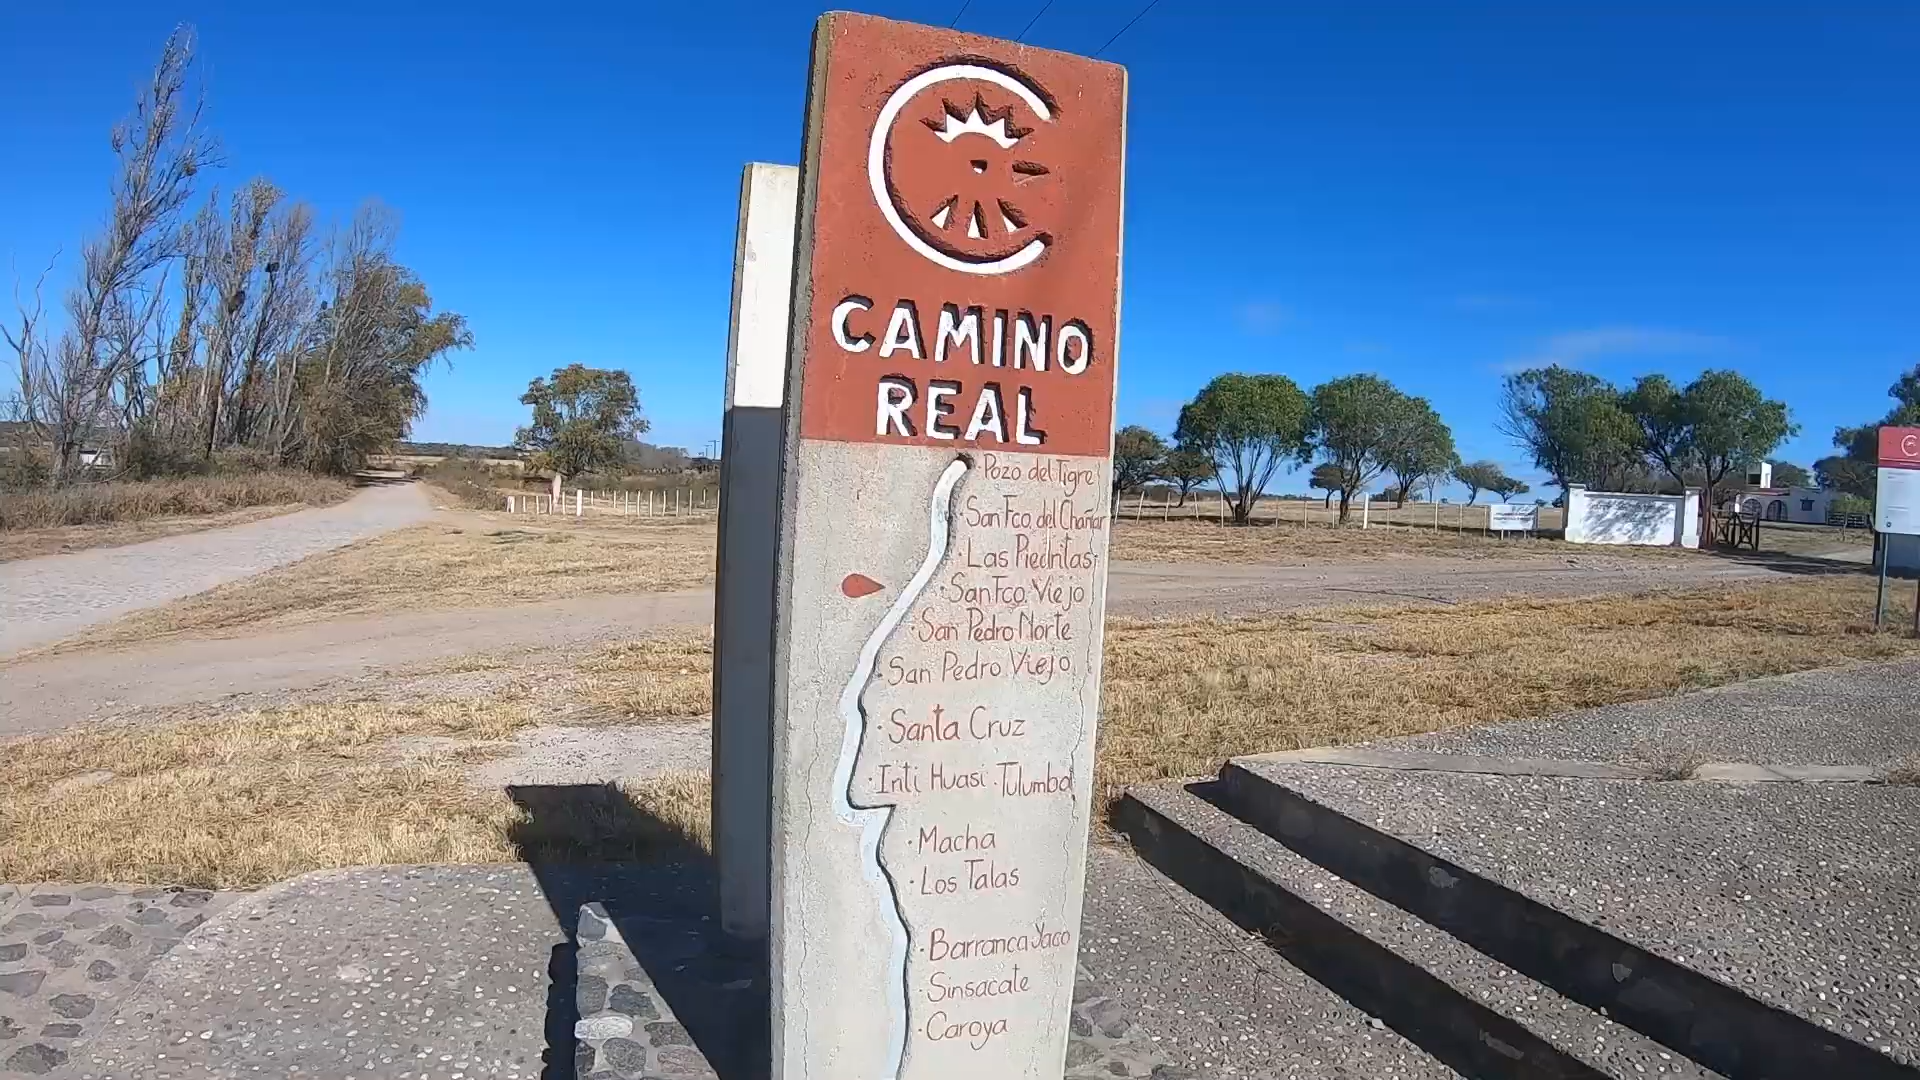 CAMINO
REAL
Pozo del Tigre
San Fco. del Chañar
Las Piedritas
San Fco. Viejo
San Pedro Norte
San Pedro Viejo
Santa Cruz
Inti Huasi · Tulumba
Macha
Los Talas
Barranca Yaco
Sinsacate
Caroya